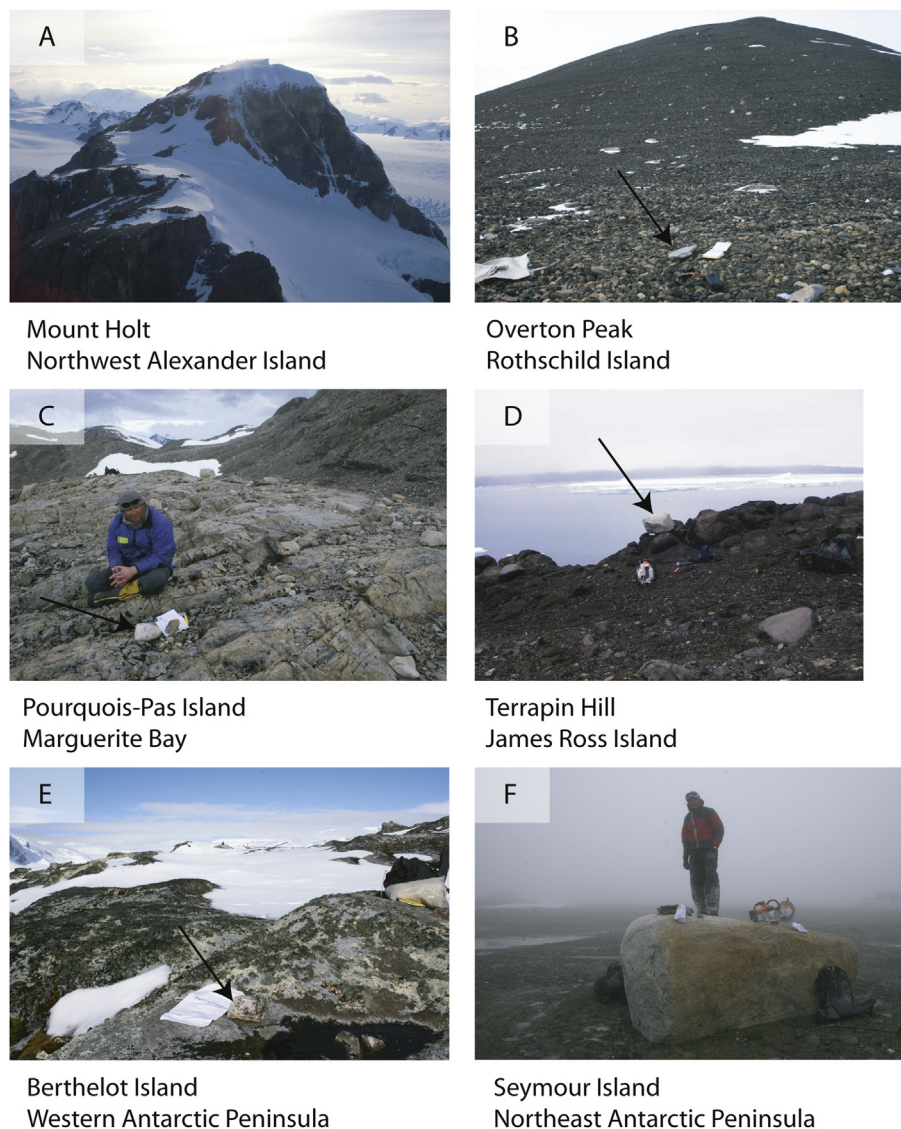 A
B
Mount Holt
Northwest Alexander Island
Overton Peak
Rothschild Island
C
D
Pourquois-Pas Island
Marguerite Bay
Terrapin Hill
James Ross Island
E
F
Berthelot Island
Western Antarctic Peninsula
Seymour Island
Northeast Antarctic Peninsula